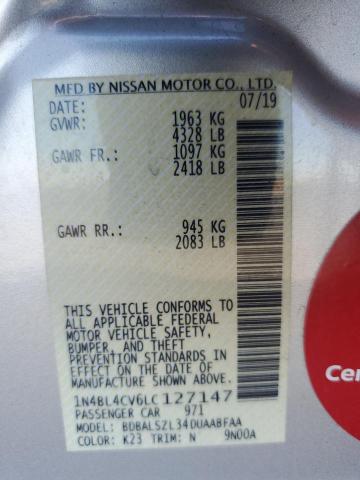 MFD BY NISSAN MOTOR CO., LTD.
DATE: 07/19
GVWR: 1963 KG
4328 LB
GAWR FR.: 1097 KG
2418 LB
GAWR RR.: 945 KG
2083 LB
THIS VEHICLE CONFORMS TO
ALL APPLICABLE FEDERAL
MOTOR VEHICLE SAFETY,
BUMPER, AND THEFT
PREVENTION STANDARDS IN
EFFECT ON THE DATE OF
MANUFACTURE SHOWN ABOVE.
1N4BL4CV6LC127147
PASSENGER CAR 971
MODEL: BDBALSZL34DUAABFAA
COLOR: K23 TRIM: N 9N00A
Cer